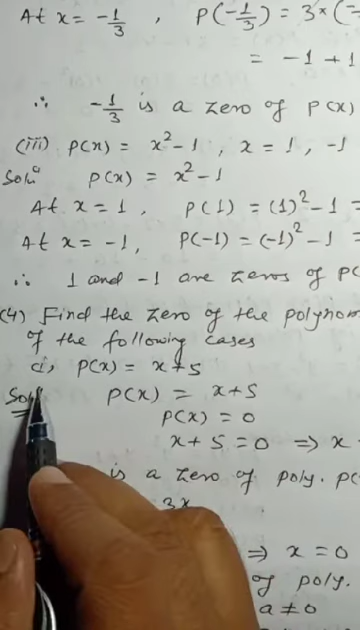 At x = -1/3 , P(-1/3) = 3×(
= -1 + 1
∴ -1/3 is a zero of P(x)
(iii) P(x) = x² - 1 , x = 1, -1
Solⁿ P(x) = x² - 1
At x = 1, P(1) = (1)² - 1 =
At x = -1, P(-1) = (-1)² - 1 =
∴ 1 and -1 are zeros of P(
(4) Find the zero of the polynom
of the following cases
(i) P(x) = x + 5
Solⁿ P(x) = x + 5
P(x) = 0
x + 5 = 0 ⇒ x
is a zero of poly. P(
3x
⇒ x = 0
of poly.
a ≠ 0